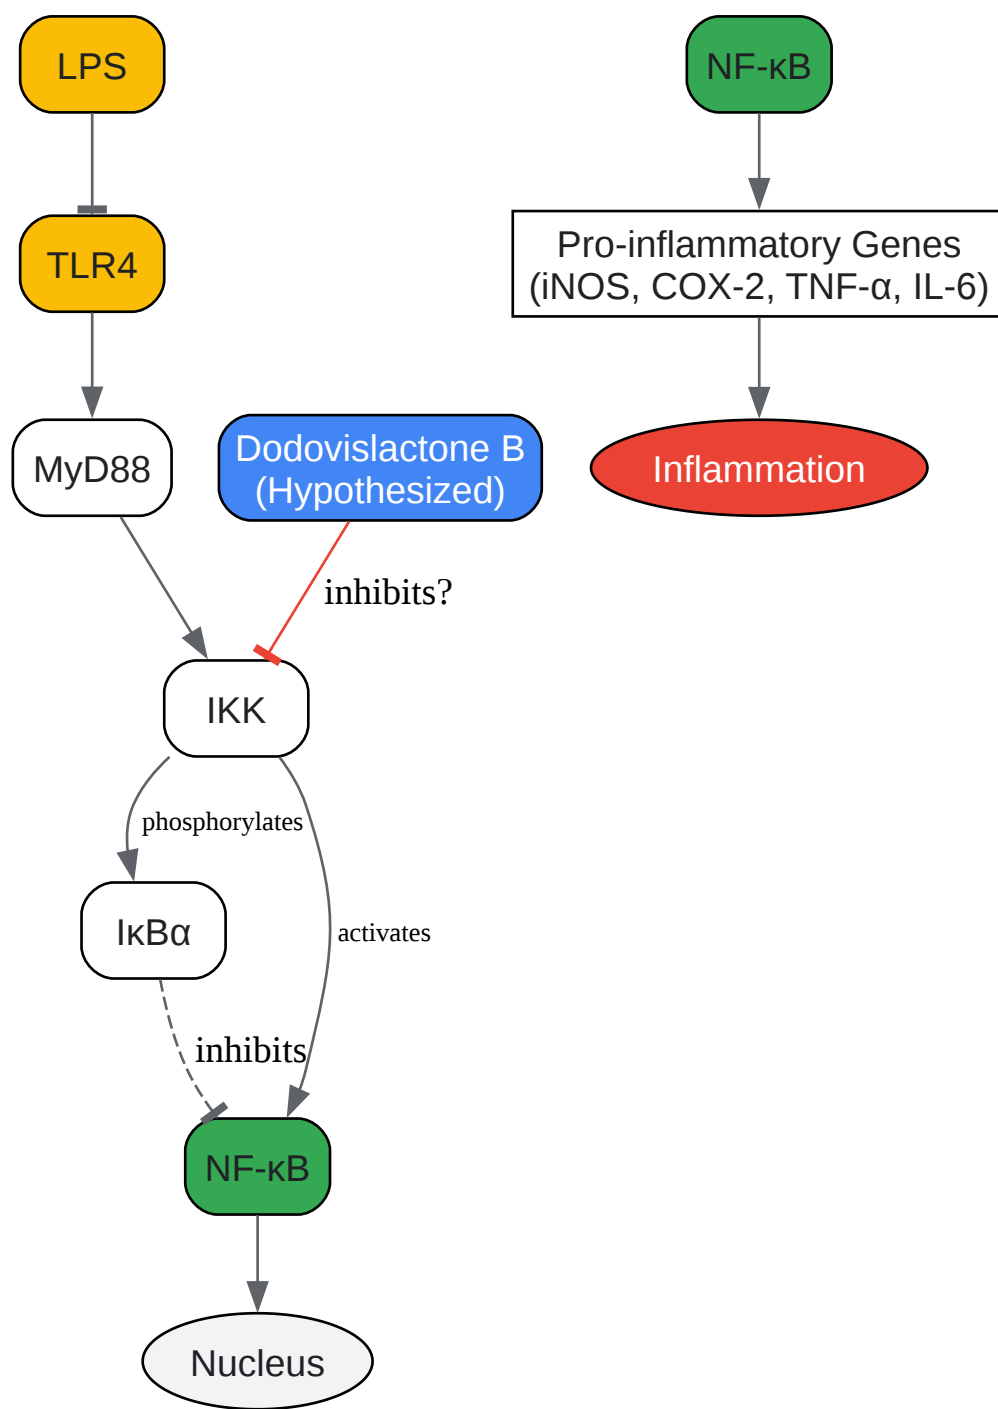 LPS
NF-κB
TLR4
Pro-inflammatory Genes
(iNOS, COX-2, TNF-α, IL-6)
MyD88
Dodovislactone B
(Hypothesized)
Inflammation
inhibits?
IKK
phosphorylates
IκBα
activates
inhibits
NF-κB
Nucleus